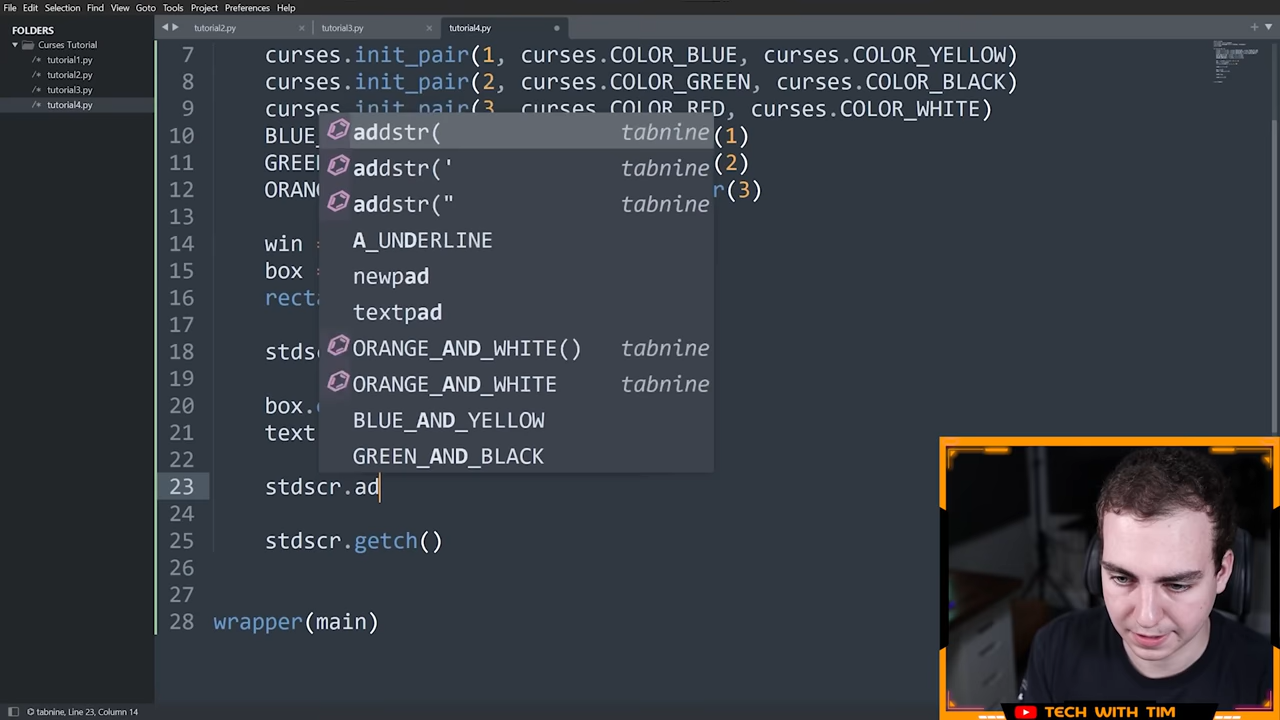 File Edit Selection Find View Goto Tools Project Preferences Help
FOLDERS
Curses Tutorial
/* tutorial1.py
/* tutorial2.py
/* tutorial3.py
/* tutorial4.py
tutorial2.py × tutorial3.py × tutorial4.py
7 curses.init_pair(1, curses.COLOR_BLUE, curses.COLOR_YELLOW)
8 curses.init_pair(2, curses.COLOR_GREEN, curses.COLOR_BLACK)
9 curses.init_pair(3, curses.COLOR_RED, curses.COLOR_WHITE)
10 BLUE_ (1)
11 GREEN (2)
12 ORANG r(3)
13
14 win =
15 box =
16 recta
17
18 stdsc
19
20 box.
21 text
22
23 stdscr.ad
24
25 stdscr.getch()
26
27
28 wrapper(main)
addstr( tabnine
addstr(' tabnine
addstr(" tabnine
A_UNDERLINE
newpad
textpad
ORANGE_AND_WHITE() tabnine
ORANGE_AND_WHITE tabnine
BLUE_AND_YELLOW
GREEN_AND_BLACK
tabnine, Line 23, Column 14
TECH WITH TIM